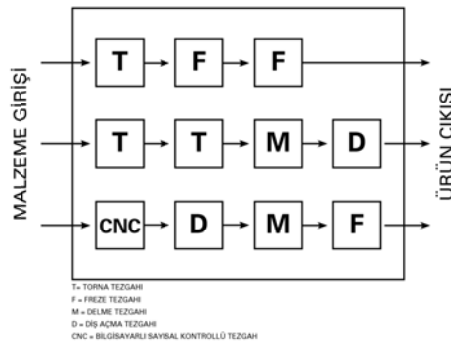 MALZEME GİRİŞİ
T F F
T T M D
CNC D M F
ÜRÜN ÇIKIŞI
T= TORNA TEZGAHI
F = FREZE TEZGAHI
M = DELME TEZGAHI
D = DİŞ AÇMA TEZGAHI
CNC = BİLGİSAYARLI SAYISAL KONTROLLÜ TEZGAH